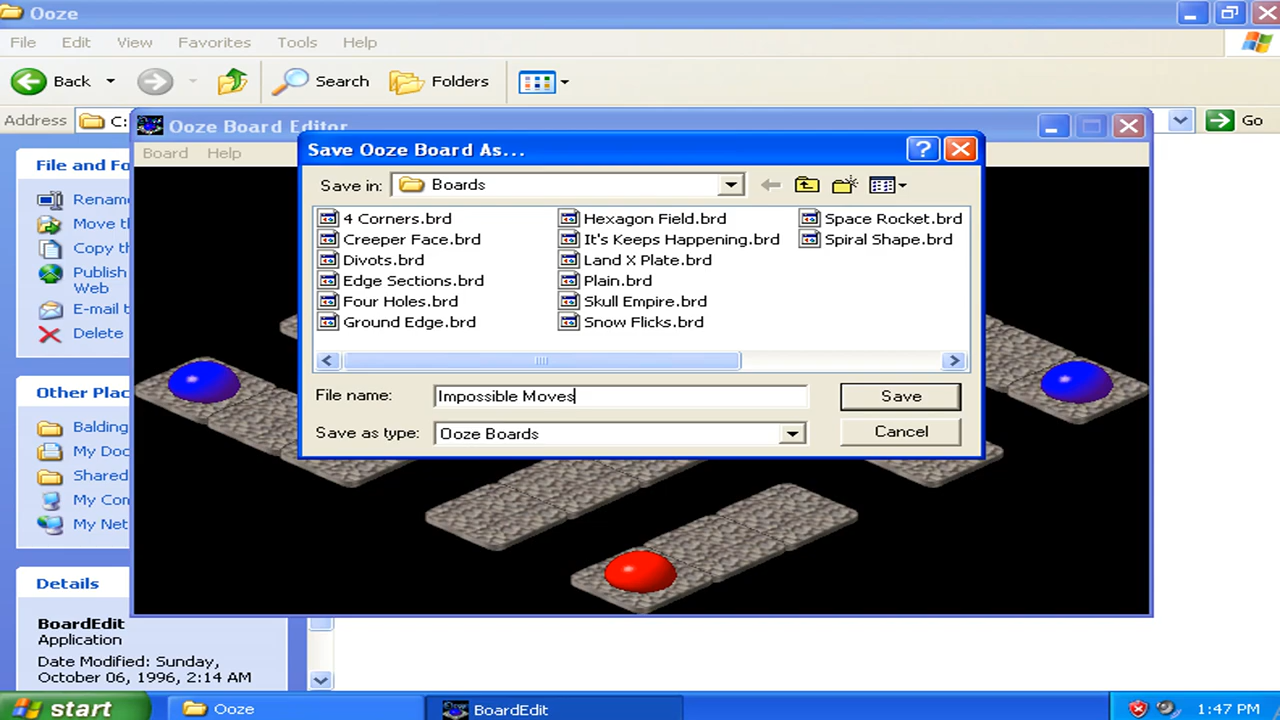 Ooze
File Edit View Favorites Tools Help
Back Search Folders
Address C: Go
Ooze Board Editor
Board Help
Save Ooze Board As...
Save in: Boards
4 Corners.brd Hexagon Field.brd Space Rocket.brd
Creeper Face.brd It's Keeps Happening.brd Spiral Shape.brd
Divots.brd Land X Plate.brd
Edge Sections.brd Plain.brd
Four Holes.brd Skull Empire.brd
Ground Edge.brd Snow Flicks.brd
File name: Impossible Moves Save
Save as type: Ooze Boards Cancel
File and Fo
Renam
Move th
Copy th
Publish
Web
E-mail t
Delete
Other Place
Balding
My Doc
Shared
My Com
My Net
Details
BoardEdit
Application
Date Modified: Sunday,
October 06, 1996, 2:14 AM
start Ooze BoardEdit 1:47 PM